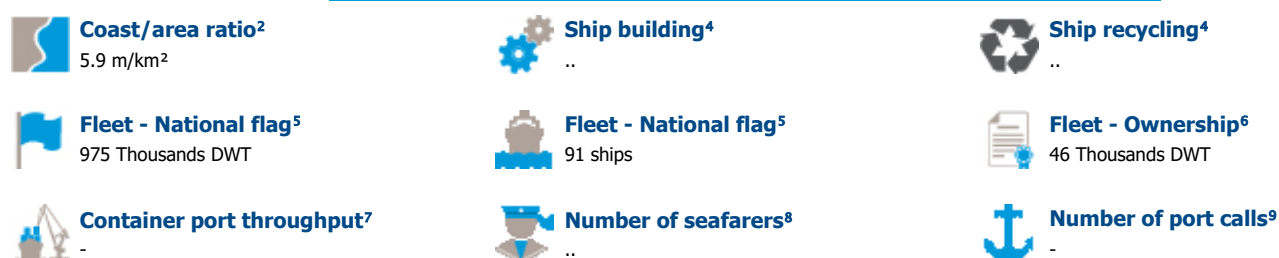 Coast/area ratio²
5.9 m/km²
Ship building⁴
..
Ship recycling⁴
..
Fleet - National flag⁵
975 Thousands DWT
Fleet - National flag⁵
91 ships
Fleet - Ownership⁶
46 Thousands DWT
Container port throughput⁷
-
Number of seafarers⁸
..
Number of port calls⁹
-